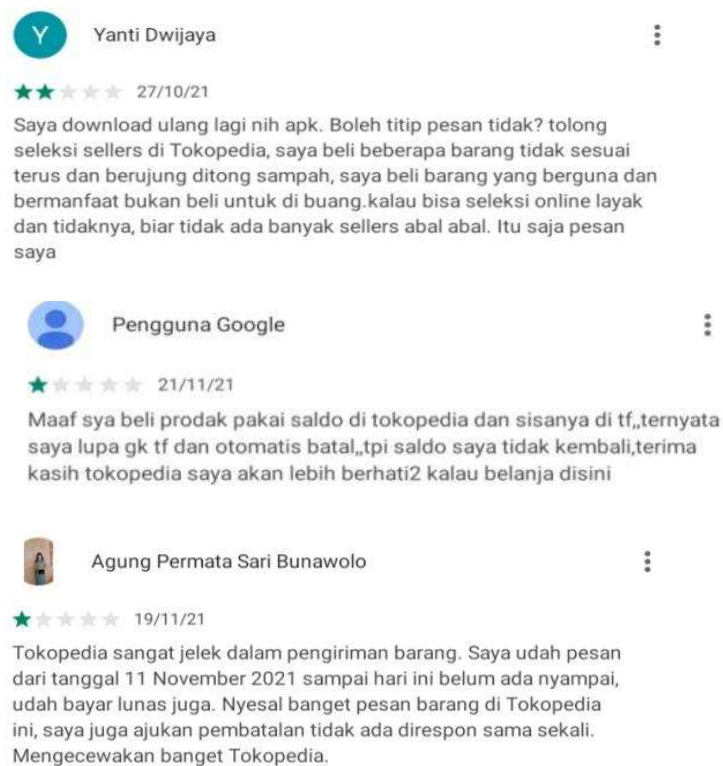 Y
Yanti Dwijaya
27/10/21
Saya download ulang lagi nih apk. Boleh titip pesan tidak? tolong
seleksi sellers di Tokopedia, saya beli beberapa barang tidak sesuai
terus dan berujung ditong sampah, saya beli barang yang berguna dan
bermanfaat bukan beli untuk di buang.kalau bisa seleksi online layak
dan tidaknya, biar tidak ada banyak sellers abal abal. Itu saja pesan
saya
Pengguna Google
21/11/21
Maaf sya beli prodak pakai saldo di tokopedia dan sisanya di tf,,ternyata
saya lupa gk tf dan otomatis batal,,tpi saldo saya tidak kembali,terima
kasih tokopedia saya akan lebih berhati2 kalau belanja disini
Agung Permata Sari Bunawolo
19/11/21
Tokopedia sangat jelek dalam pengiriman barang. Saya udah pesan
dari tanggal 11 November 2021 sampai hari ini belum ada nyampai,
udah bayar lunas juga. Nyesal banget pesan barang di Tokopedia
ini, saya juga ajukan pembatalan tidak ada direspon sama sekali.
Mengecewakan banget Tokopedia.